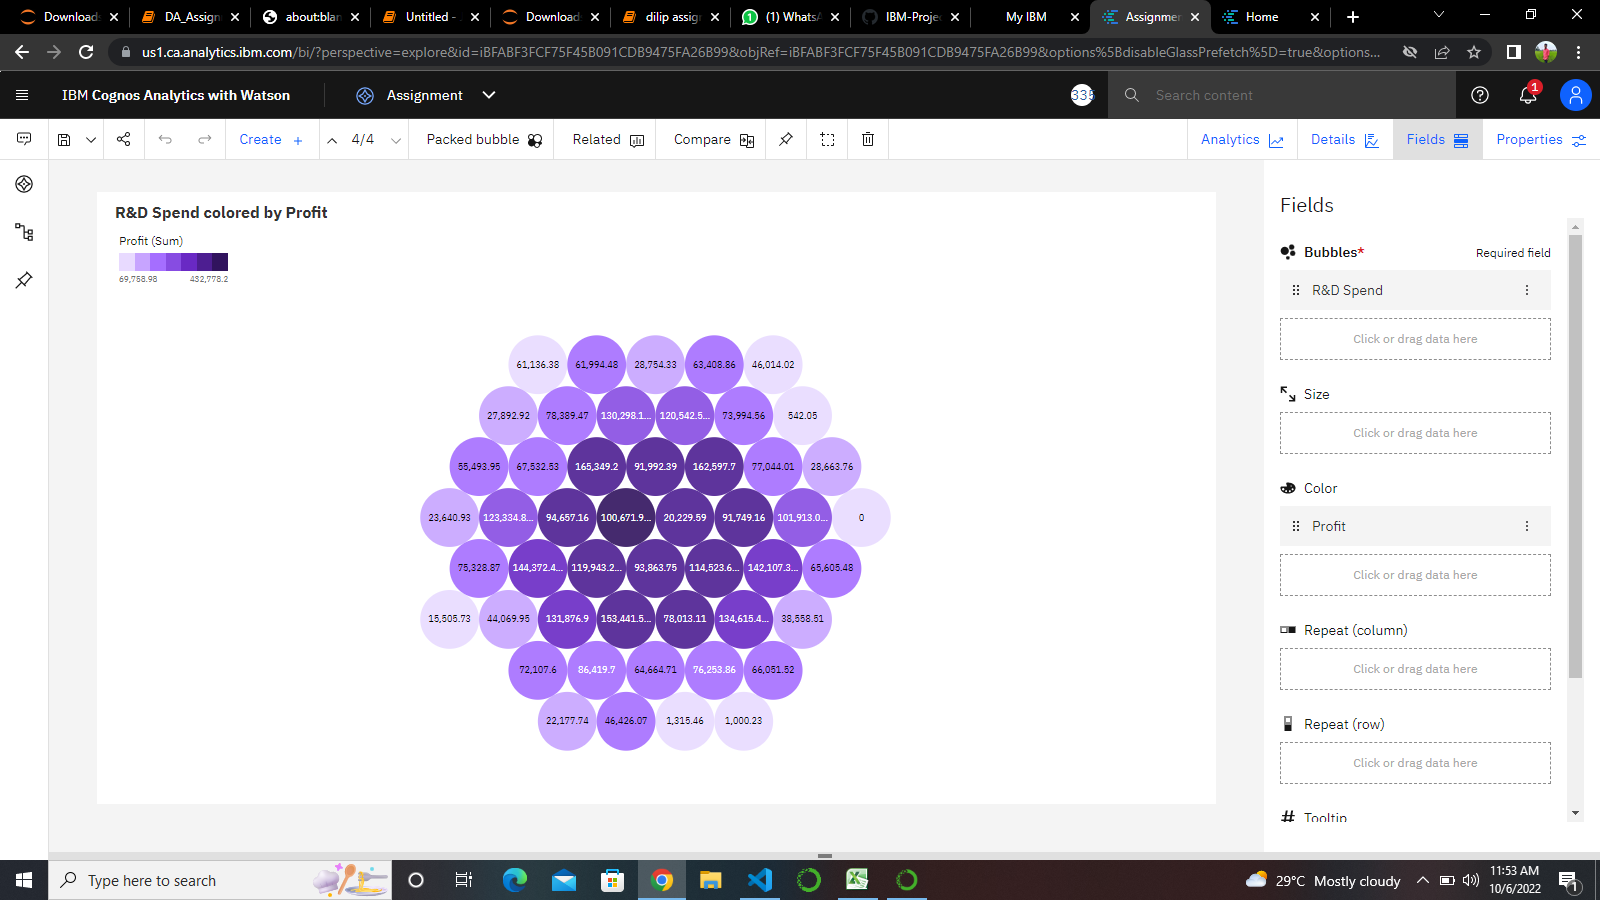 Downloads
DA_Assign
about:blan
Untitled -
Downloads
dilip assig
(1) WhatsA
IBM-Proje
My IBM
Assignmer
Home
us1.ca.analytics.ibm.com/bi/?perspective=explore&id=iBFABF3FCF75F45B091CDB9475FA26B99&objRef=iBFABF3FCF75F45B091CDB9475FA26B99&options%5BdisableGlassPrefetch%5D=true&options...
IBM Cognos Analytics with Watson
Assignment
335
Search content
1
Create +
4/4
Packed bubble
Related
Compare
Analytics
Details
Fields
Properties
R&D Spend colored by Profit
Profit (Sum)
69,758.98 432,778.2
61,136.38 61,994.48 28,754.33 63,408.86 46,014.02
27,892.92 78,389.47 130,298.1... 120,542.5... 73,994.56 542.05
55,493.95 67,532.53 165,349.2 91,992.39 162,597.7 77,044.01 28,663.76
23,640.93 123,334.8... 94,657.16 100,671.9... 20,229.59 91,749.16 101,913.0... 0
75,328.87 144,372.4... 119,943.2... 93,863.75 114,523.6... 142,107.3... 65,605.48
15,505.73 44,069.95 131,876.9 153,441.5... 78,013.11 134,615.4... 38,558.51
72,107.6 86,419.7 64,664.71 76,253.86 66,051.52
22,177.74 46,426.07 1,315.46 1,000.23
Fields
Bubbles* Required field
R&D Spend
Click or drag data here
Size
Click or drag data here
Color
Profit
Click or drag data here
Repeat (column)
Click or drag data here
Repeat (row)
Click or drag data here
Tooltip
Type here to search
29°C Mostly cloudy
11:53 AM
10/6/2022
1